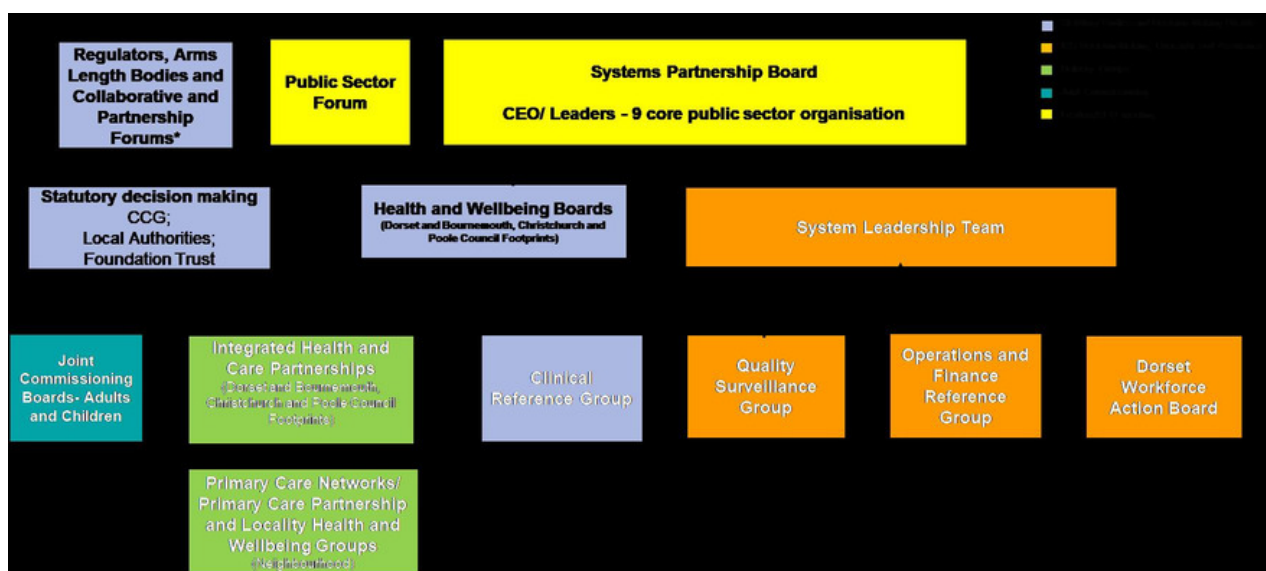 Regulators, Arms
Length Bodies and
Collaborative and
Partnership
Forums*
Public Sector
Forum
Systems Partnership Board
CEO/ Leaders - 9 core public sector organisation
Statutory decision making
CCG;
Local Authorities;
Foundation Trust
Health and Wellbeing Boards
(Dorset and Bournemouth, Christchurch and
Poole Council Footprints)
System Leadership Team
Joint
Commissioning
Boards- Adults
and Children
Integrated Health and
Care Partnerships
(Dorset and Bournemouth,
Christchurch and Poole Council
Footprints)
Clinical
Reference Group
Quality
Surveillance
Group
Operations and
Finance
Reference
Group
Dorset
Workforce
Action Board
Primary Care Networks/
Primary Care Partnership
and Locality Health and
Wellbeing Groups
(Neighbourhood)